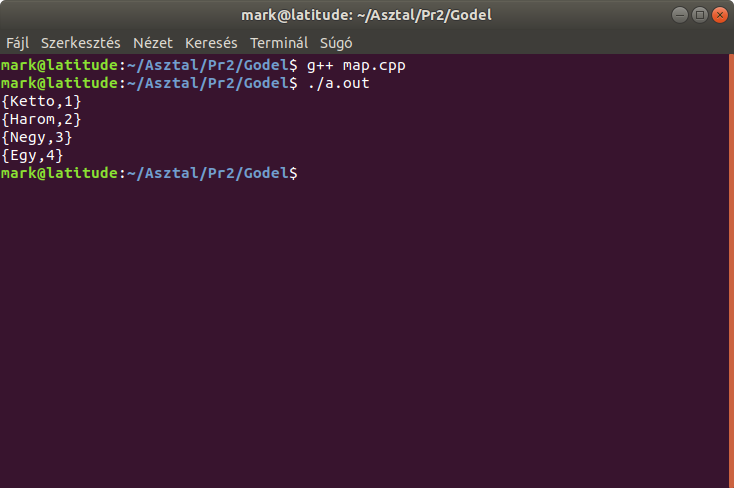 mark@latitude: ~/Asztal/Pr2/Godel
Fájl Szerkesztés Nézet Keresés Terminál Súgó
mark@latitude:~/Asztal/Pr2/Godel$ g++ map.cpp
mark@latitude:~/Asztal/Pr2/Godel$ ./a.out
{Ketto,1}
{Harom,2}
{Negy,3}
{Egy,4}
mark@latitude:~/Asztal/Pr2/Godel$